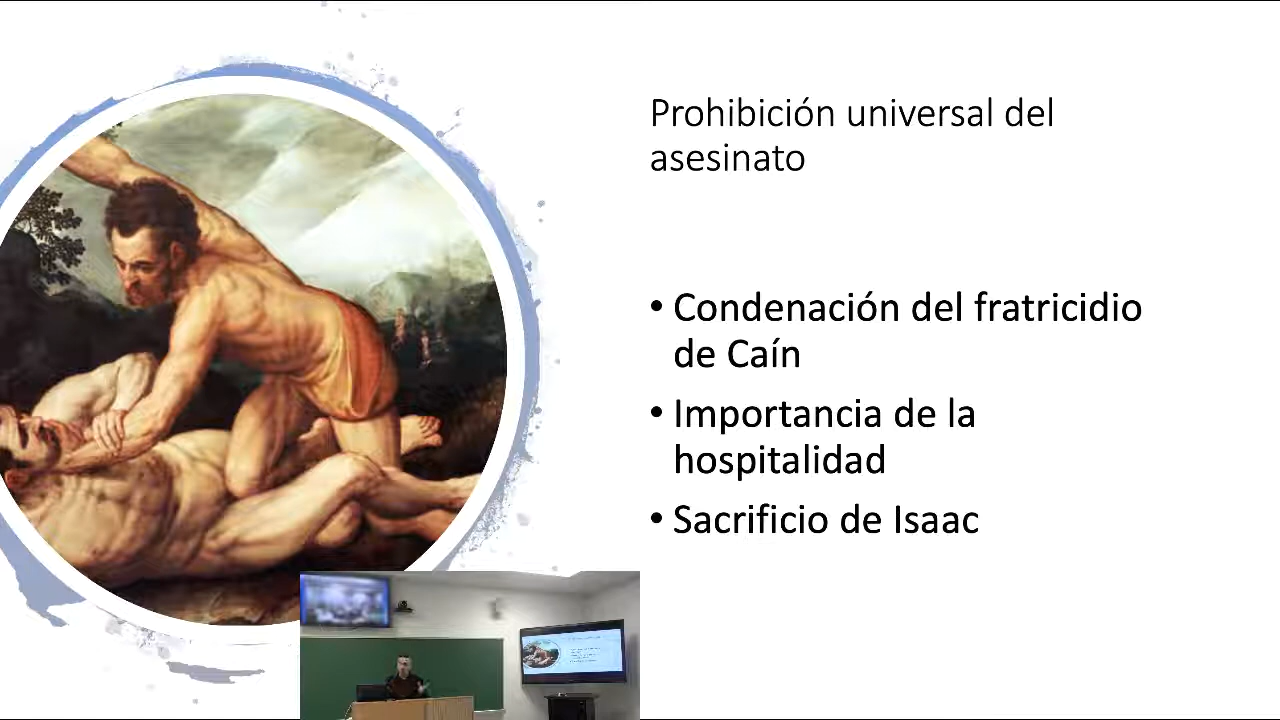 Prohibición universal del
asesinato
• Condenación del fratricidio
de Caín
• Importancia de la
hospitalidad
• Sacrificio de Isaac